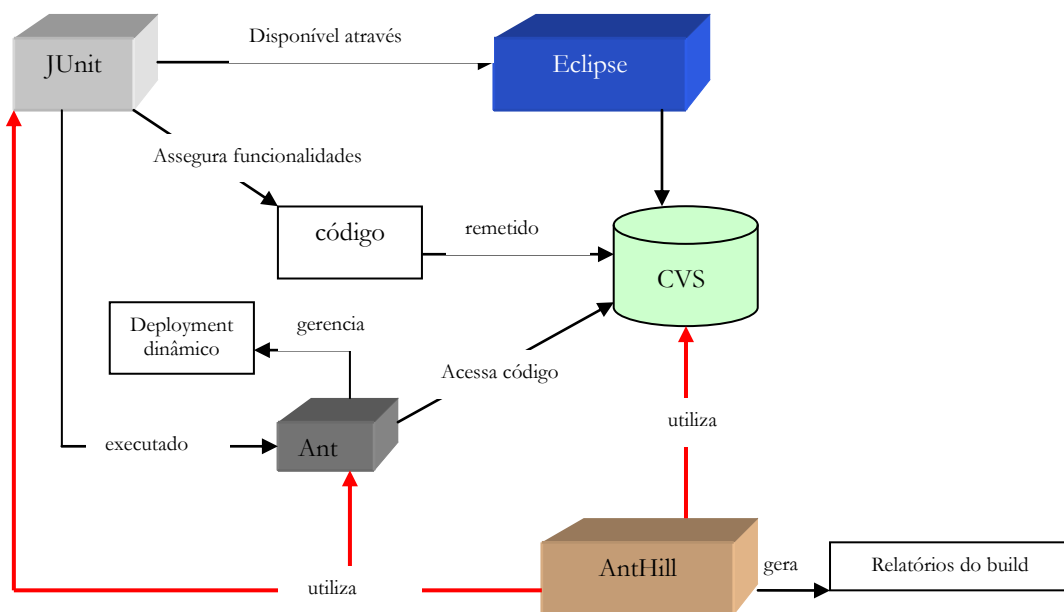 Disponível através
JUnit
Eclipse
Assegura funcionalidades
código
remetido
CVS
Deployment
dinâmico
gerencia
Acessa código
utiliza
executado
Ant
AntHill
gera
Relatórios do build
utiliza